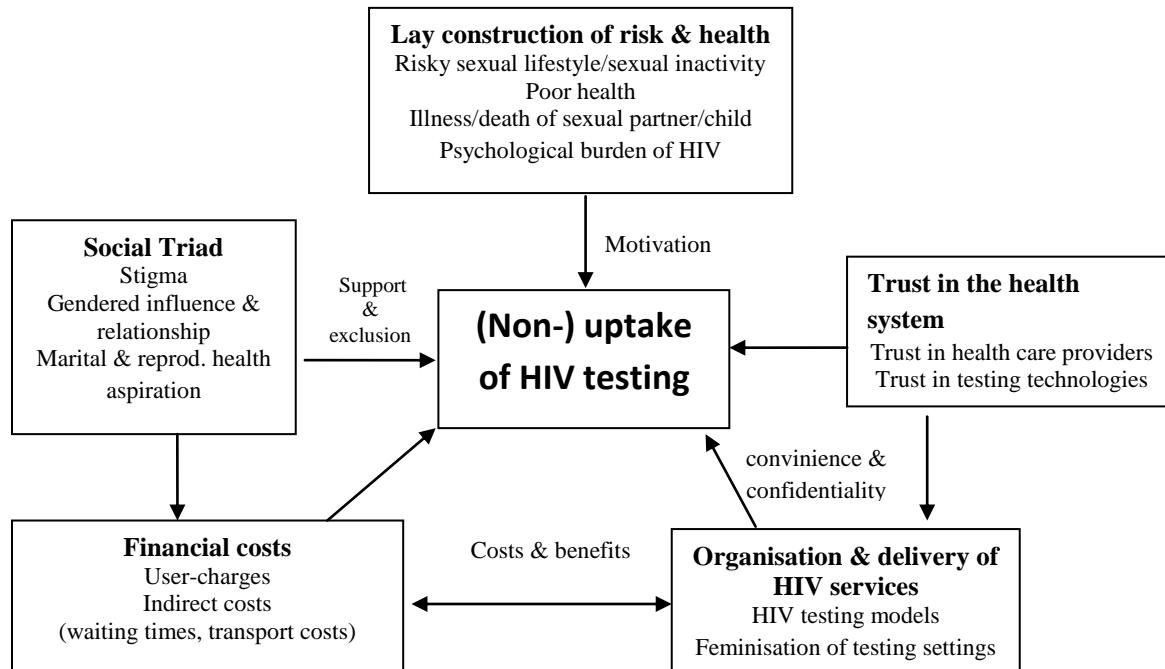 Lay construction of risk & health
Risky sexual lifestyle/sexual inactivity
Poor health
Illness/death of sexual partner/child
Psychological burden of HIV
Motivation
Social Triad
Stigma
Gendered influence &
relationship
Marital & reprod. health
aspiration
Support
&
exclusion
(Non-) uptake
of HIV testing
Trust in the health
system
Trust in health care providers
Trust in testing technologies
convinience &
confidentiality
Financial costs
User-charges
Indirect costs
(waiting times, transport costs)
Costs & benefits
Organisation & delivery of
HIV services
HIV testing models
Feminisation of testing settings